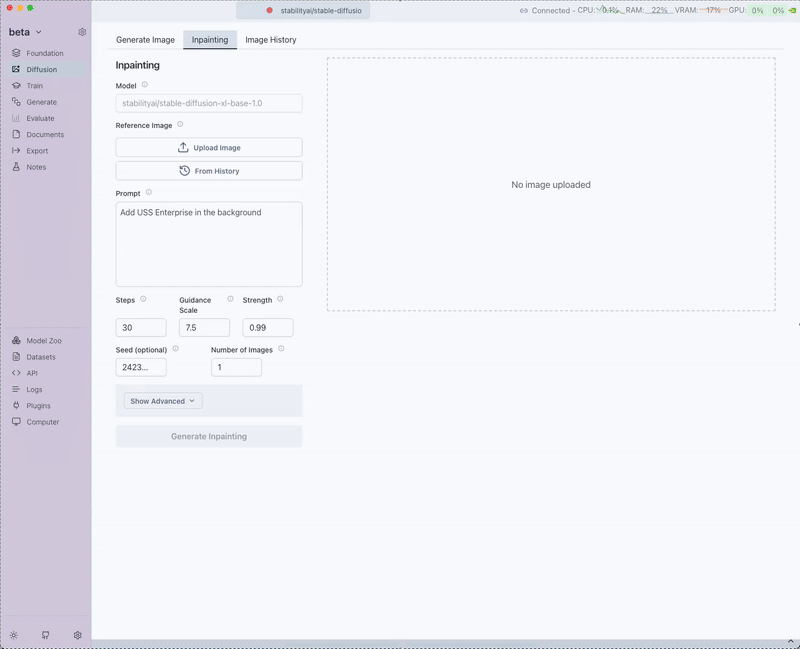 stabilityai/stable-diffusio
Connected - CPU: 0.1% RAM: 22% VRAM: 17% GPU: 0% 0%
beta
Foundation
Diffusion
Train
Generate
Evaluate
Documents
Export
Notes
Model Zoo
Datasets
API
Logs
Plugins
Computer
Generate Image Inpainting Image History
Inpainting
Model
stabilityai/stable-diffusion-xl-base-1.0
Reference Image
Upload Image
From History
Prompt
Add USS Enterprise in the background
Steps Guidance Scale Strength
30 7.5 0.99
Seed (optional) Number of Images
2423... 1
Show Advanced
Generate Inpainting
No image uploaded